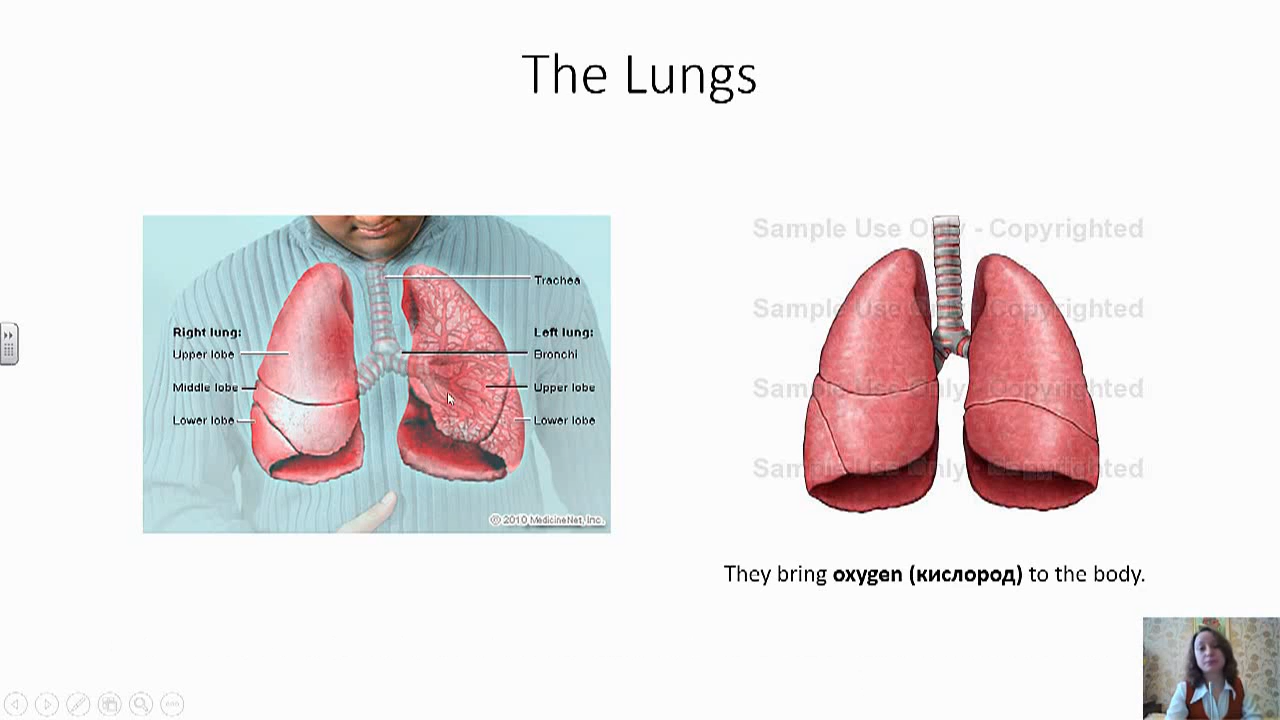 The Lungs
Trachea
Right lung:
Left lung:
Upper lobe
Bronchi
Middle lobe
Upper lobe
Lower lobe
Lower lobe
© 2010 MedicineNet, Inc.
Sample Use Only - Copyrighted
Sample Use Only - Copyrighted
Sample Use Only - Copyrighted
Sample Use Only - Copyrighted
They bring oxygen (кислород) to the body.